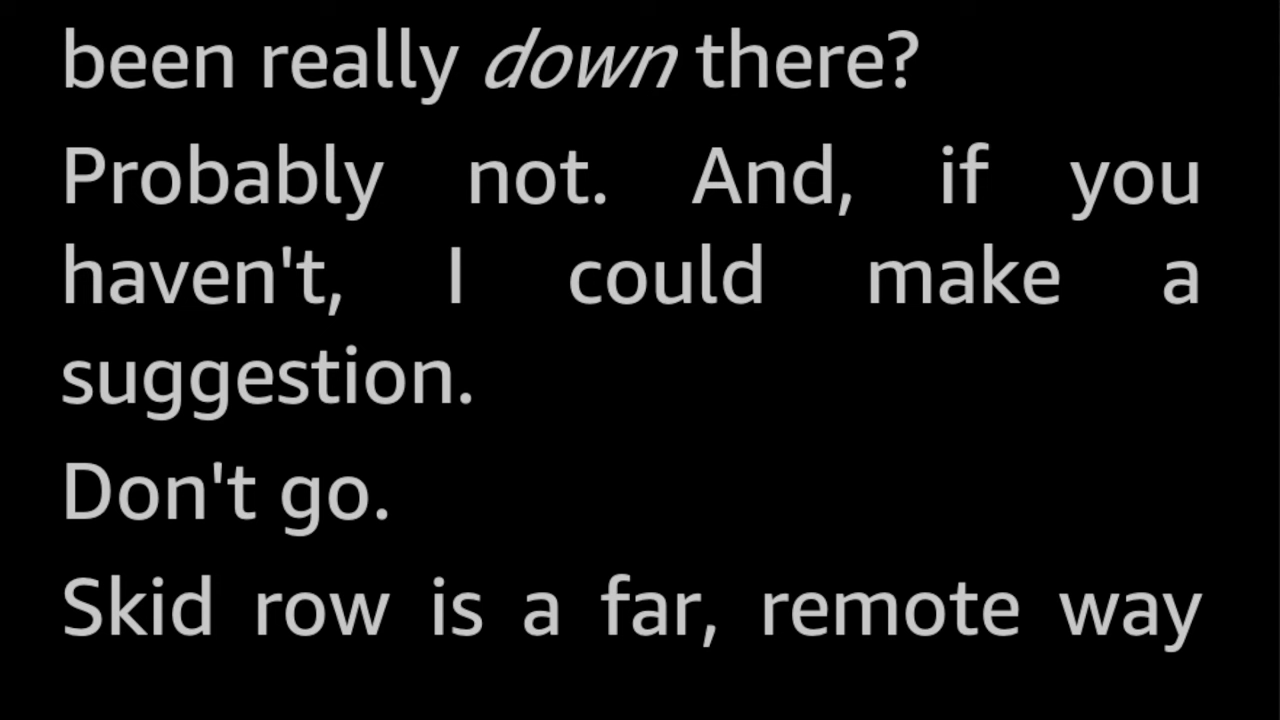 been really down there?
Probably not. And, if you
haven't, I could make a
suggestion.
Don't go.
Skid row is a far, remote way